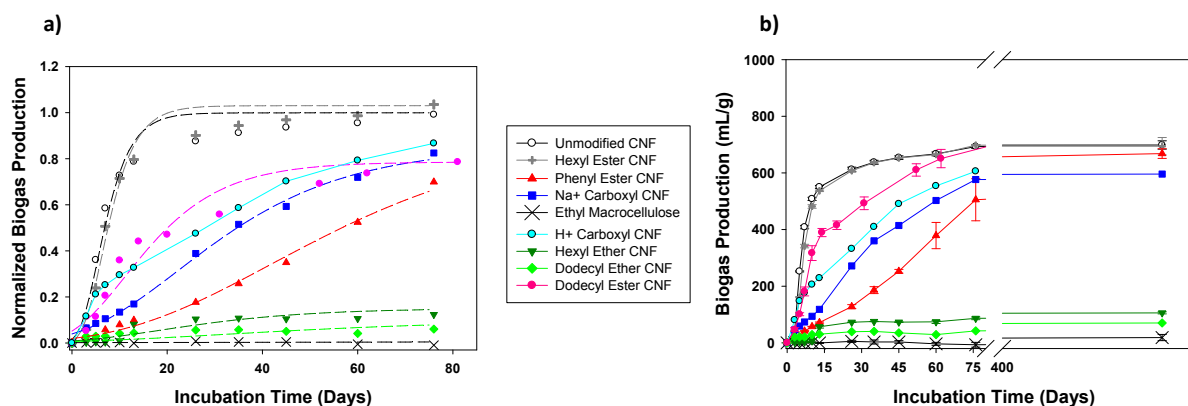 a)
Normalized Biogas Production
1.2
1.0
0.8
0.6
0.4
0.2
0.0
0
20
40
60
80
Incubation Time (Days)
Unmodified CNF
Hexyl Ester CNF
Phenyl Ester CNF
Na+ Carboxyl CNF
Ethyl Macrocellulose
H+ Carboxyl CNF
Hexyl Ether CNF
Dodecyl Ether CNF
Dodecyl Ester CNF
b)
Biogas Production (mL/g)
1000
800
600
400
200
0
0
15
30
45
60
75
400
Incubation Time (Days)